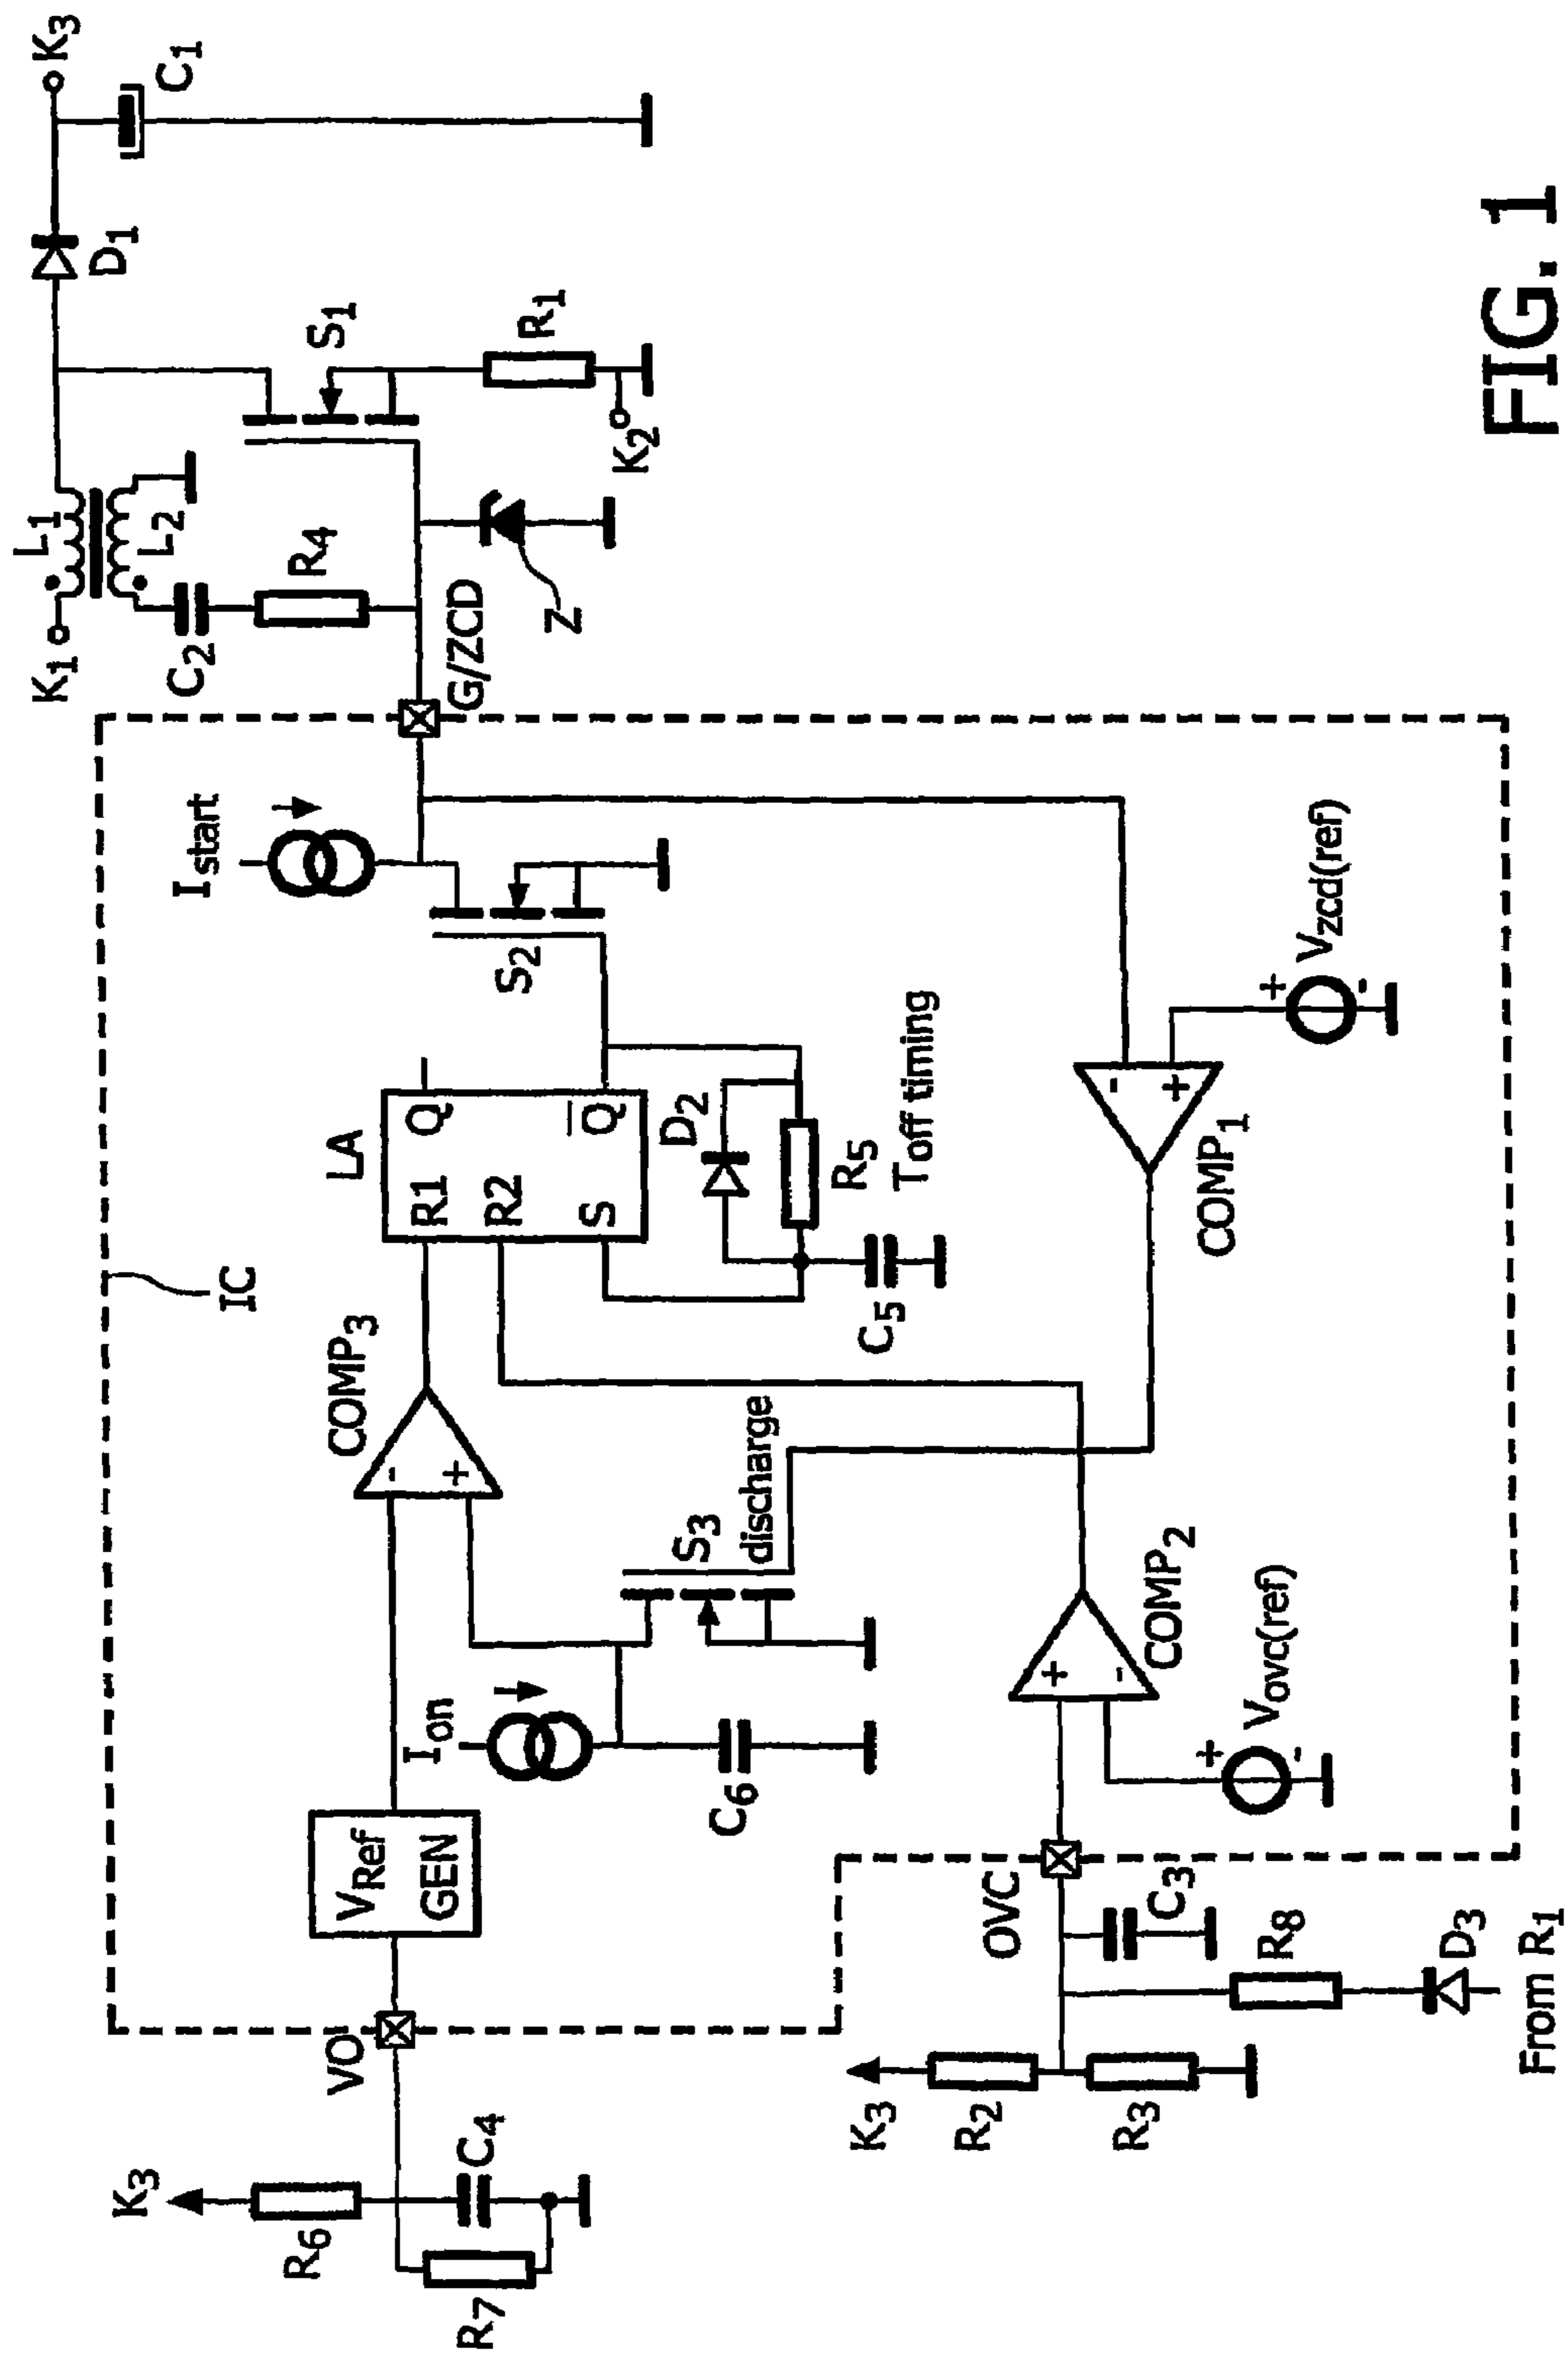 K3
R6
R7
C4
VO
VRef
GEN
Ion
C6
S3
discharge
COMP3
-
+
IC
LA
R1
R2
S
Q
Q̅
D2
R5
Toff timing
C5
S2
Istart
G/ZCD
K1
L1
L2
C2
R4
Z
S1
R1
K2
D1
C1
K3
K3
R2
R3
OVC
C3
R8
D3
From R1
+
-
COMP2
+
-
Vovc(ref)
COMP1
-
+
+
-
Vzcd(ref)
FIG. 1